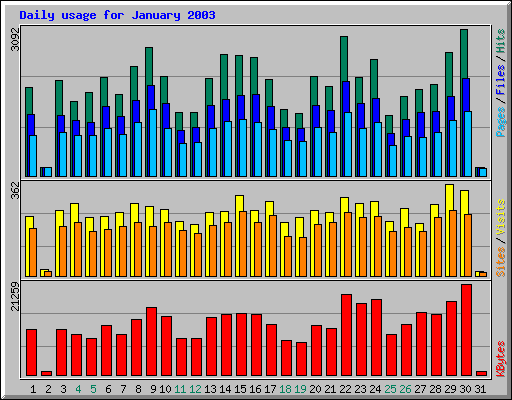 Daily usage for January 2003
3092
Pages / Files / Hits
362
Sites / Visits
21259
KBytes
1 2 3 4 5 6 7 8 9 10 11 12 13 14 15 16 17 18 19 20 21 22 23 24 25 26 27 28 29 30 31